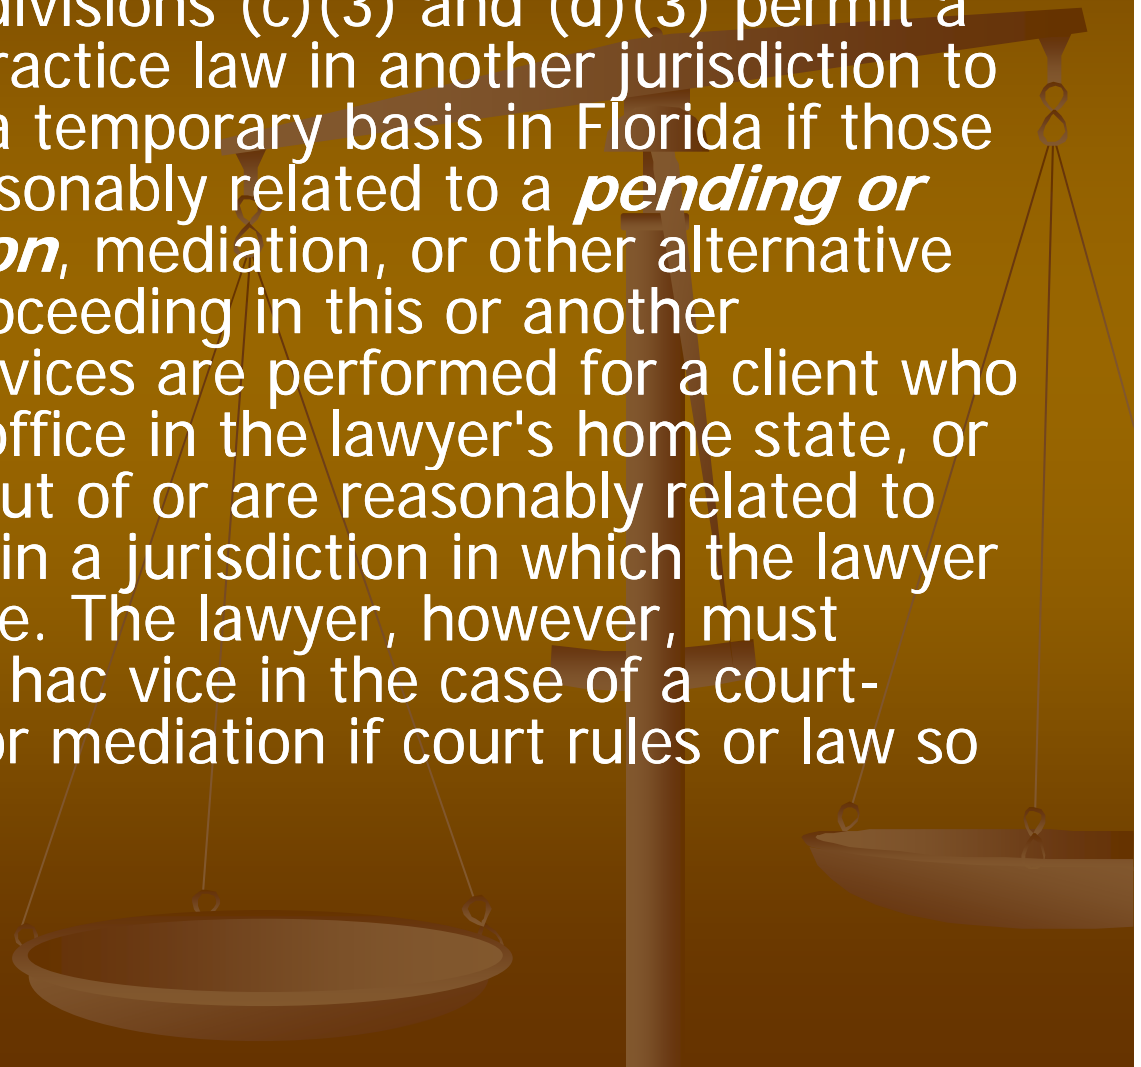 divisions (c)(3) and (d)(3) permit a
ractice law in another jurisdiction to
a temporary basis in Florida if those
sonably related to a pending or
on, mediation, or other alternative
oceeding in this or another
vices are performed for a client who
office in the lawyer's home state, or
ut of or are reasonably related to
in a jurisdiction in which the lawyer
e. The lawyer, however, must
hac vice in the case of a court-
or mediation if court rules or law so